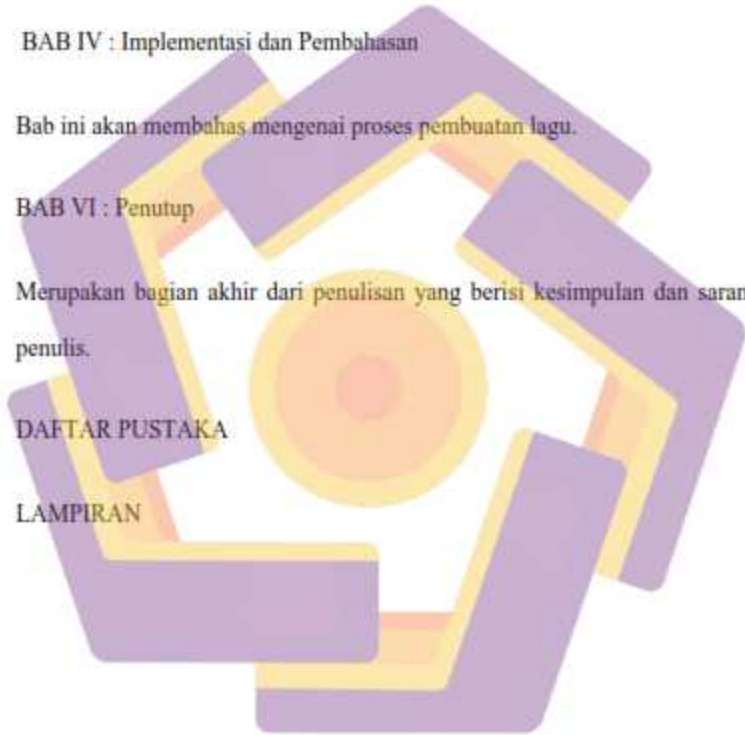 BAB IV : Implementasi dan Pembahasan
Bab ini akan membahas mengenai proses pembuatan lagu.
BAB VI : Penutup
Merupakan bagian akhir dari penulisan yang berisi kesimpulan dan saran
penulis.
DAFTAR PUSTAKA
LAMPIRAN